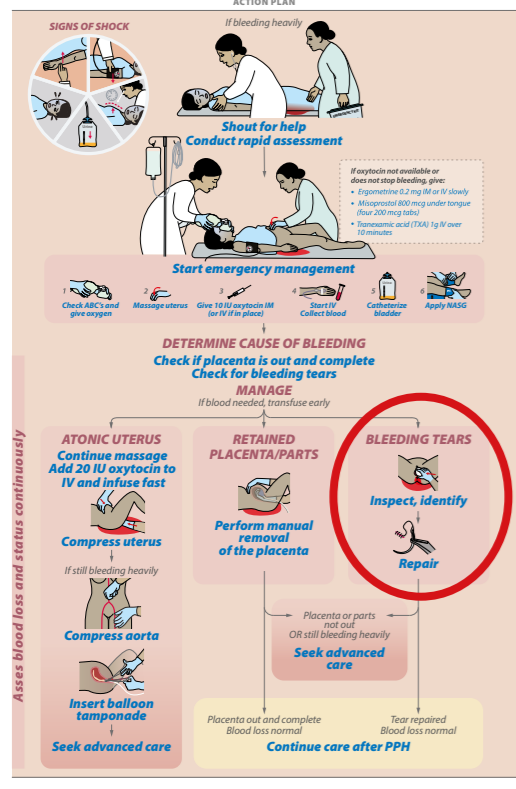 ACTION PLAN
SIGNS OF SHOCK
If bleeding heavily
Shout for help
Conduct rapid assessment
If oxytocin not available or
does not stop bleeding, give:
• Ergometrine 0.2 mg IM or IV slowly
• Misoprostol 800 mcg under tongue
(four 200 mcg tabs)
• Tranexamic acid (TXA) 1g IV over
10 minutes
Start emergency management
1
Check ABC's and
give oxygen
2
Massage uterus
3
Give 10 IU oxytocin IM
(or IV if in place)
4
Start IV
Collect blood
5
Catheterize
bladder
6
Apply NASG
DETERMINE CAUSE OF BLEEDING
Check if placenta is out and complete
Check for bleeding tears
MANAGE
If blood needed, transfuse early
Asses blood loss and status continuously
ATONIC UTERUS
Continue massage
Add 20 IU oxytocin to
IV and infuse fast
Compress uterus
If still bleeding heavily
Compress aorta
Insert balloon
tamponade
Seek advanced care
RETAINED
PLACENTA/PARTS
Perform manual
removal
of the placenta
BLEEDING TEARS
Inspect, identify
Repair
Placenta or parts
not out
OR still bleeding heavily
Seek advanced
care
Placenta out and complete
Blood loss normal
Tear repaired
Blood loss normal
Continue care after PPH